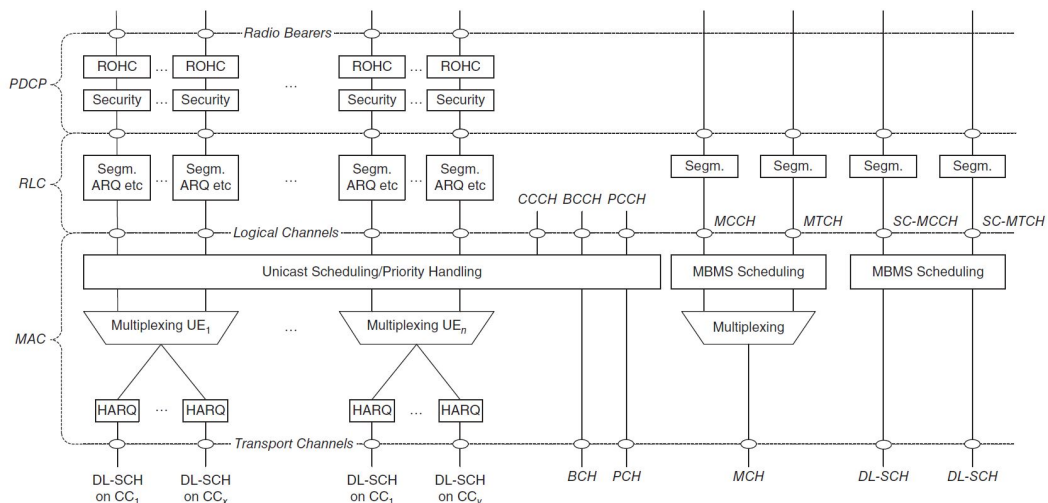 Radio Bearers
ROHC ... ROHC ROHC ... ROHC
PDCP
...
Security ... Security Security ... Security
Segm. ARQ etc ... Segm. ARQ etc ... Segm. ARQ etc ... Segm. ARQ etc Segm. Segm. Segm. Segm.
RLC
CCCH BCCH PCCH
MCCH MTCH SC-MCCH SC-MTCH
Logical Channels
Unicast Scheduling/Priority Handling MBMS Scheduling MBMS Scheduling
Multiplexing UE1 ... Multiplexing UEn Multiplexing
MAC
HARQ ... HARQ HARQ ... HARQ
Transport Channels
DL-SCH on CC1 DL-SCH on CCx DL-SCH on CC1 DL-SCH on CCy BCH PCH MCH DL-SCH DL-SCH